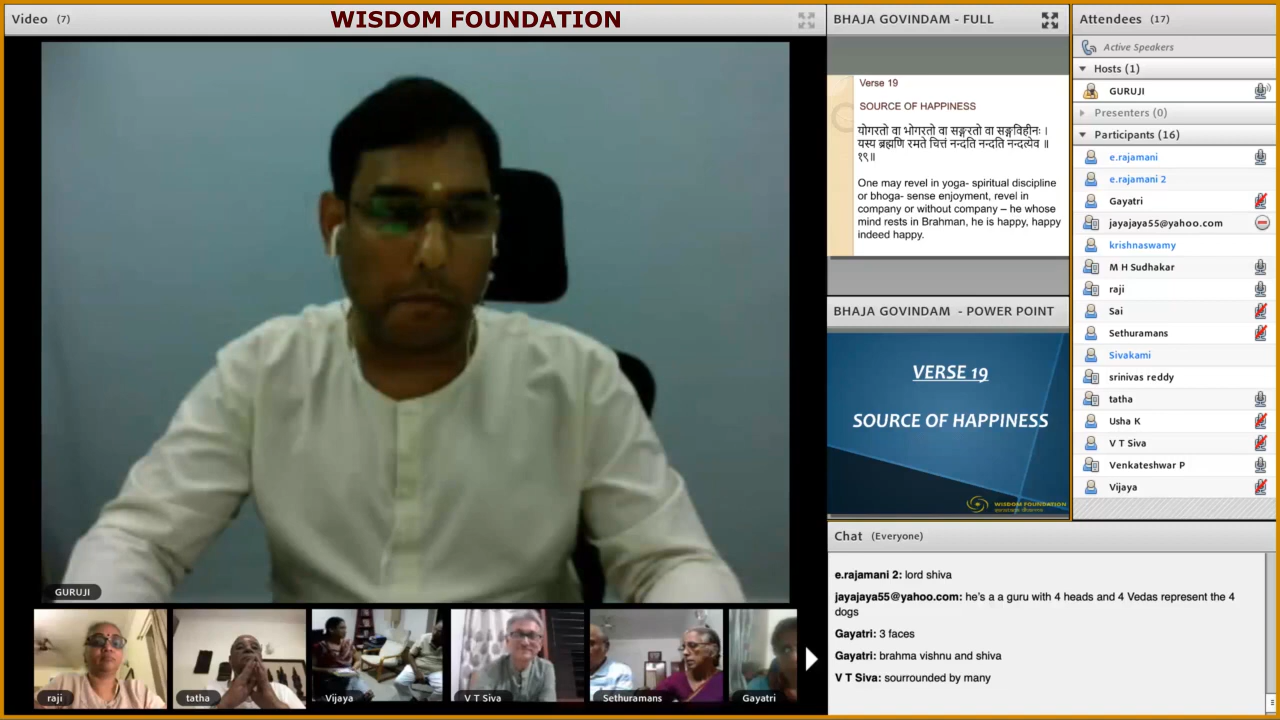 Video (7)
WISDOM FOUNDATION
GURUJI
raji
tatha
Vijaya
V T Siva
Sethuramans
Gayatri
BHAJA GOVINDAM - FULL
Verse 19
SOURCE OF HAPPINESS
योगरतो वा भोगरतो वा सङ्गरतो वा सङ्गविहीनः ।
यस्य ब्रह्मणि रमते चित्तं नन्दति नन्दति नन्दत्येव ॥
१९॥
One may revel in yoga- spiritual discipline
or bhoga- sense enjoyment, revel in
company or without company – he whose
mind rests in Brahman, he is happy, happy
indeed happy.
BHAJA GOVINDAM - POWER POINT
VERSE 19
SOURCE OF HAPPINESS
WISDOM FOUNDATION
Attendees (17)
Active Speakers
Hosts (1)
GURUJI
Presenters (0)
Participants (16)
e.rajamani
e.rajamani 2
Gayatri
jayajaya55@yahoo.com
krishnaswamy
M H Sudhakar
raji
Sai
Sethuramans
Sivakami
srinivas reddy
tatha
Usha K
V T Siva
Venkateshwar P
Vijaya
Chat (Everyone)
e.rajamani 2: lord shiva
jayajaya55@yahoo.com: he's a a guru with 4 heads and 4 Vedas represent the 4
dogs
Gayatri: 3 faces
Gayatri: brahma vishnu and shiva
V T Siva: sourrounded by many